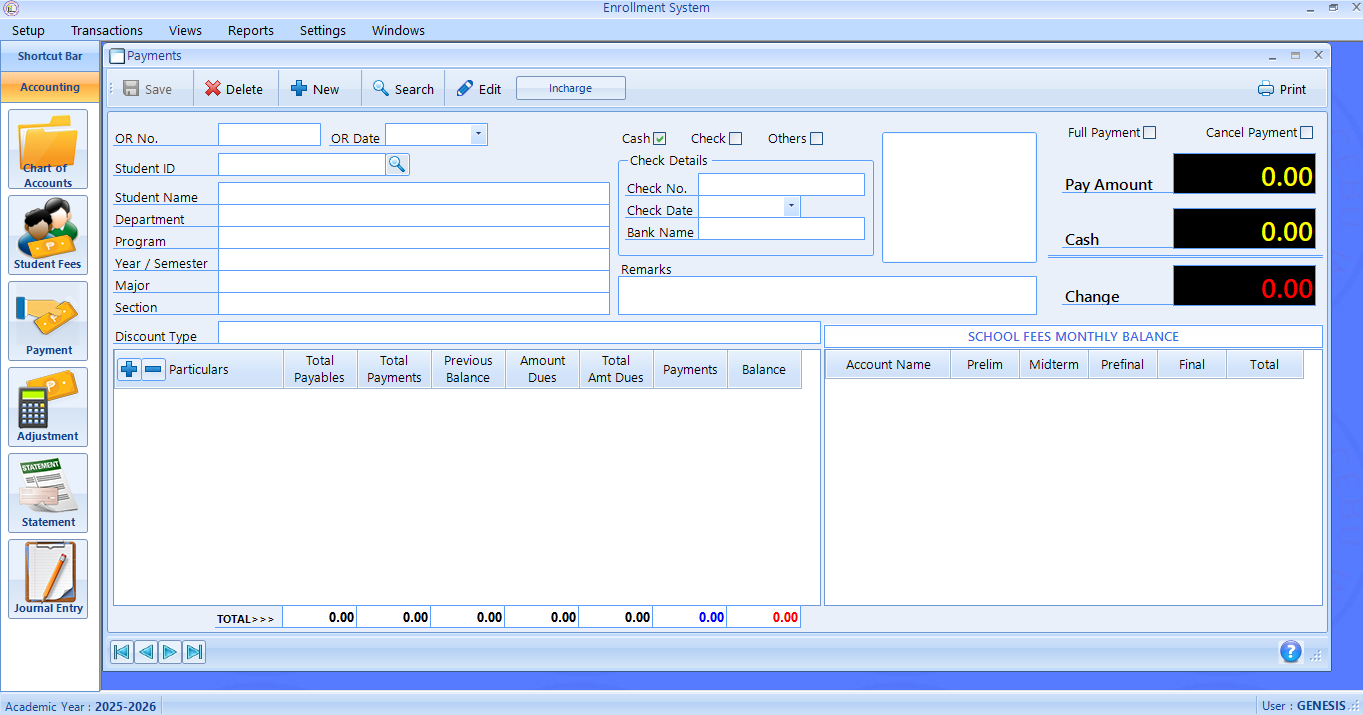 Enrollment System
Setup Transactions Views Reports Settings Windows
Shortcut Bar
Accounting
Chart of
Accounts
Student Fees
Payment
Adjustment
STATEMENT
Statement
Journal Entry
Payments
Save Delete New Search Edit Incharge Print
OR No. OR Date
Student ID
Student Name
Department
Program
Year / Semester
Major
Section
Discount Type
Cash Check Others
Check Details
Check No.
Check Date
Bank Name
Remarks
Full Payment Cancel Payment
Pay Amount 0.00
Cash 0.00
Change 0.00
Particulars
Total
Payables
Total
Payments
Previous
Balance
Amount
Dues
Total
Amt Dues
Payments
Balance
TOTAL>>> 0.00 0.00 0.00 0.00 0.00 0.00 0.00
SCHOOL FEES MONTHLY BALANCE
Account Name Prelim Midterm Prefinal Final Total
Academic Year : 2025-2026
User : GENESIS